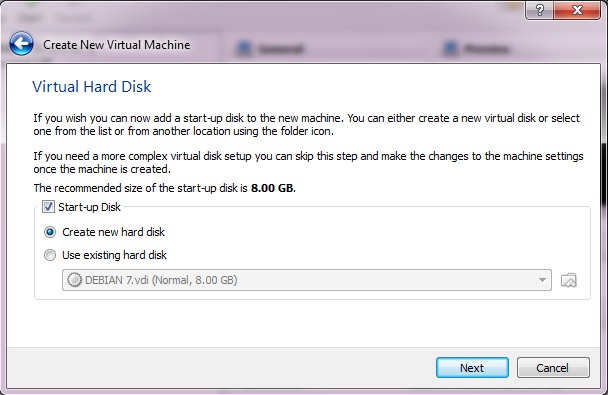 Create New Virtual Machine
Virtual Hard Disk
If you wish you can now add a start-up disk to the new machine. You can either create a new virtual disk or select
one from the list or from another location using the folder icon.
If you need a more complex virtual disk setup you can skip this step and make the changes to the machine settings
once the machine is created.
The recommended size of the start-up disk is 8.00 GB.
Start-up Disk
Create new hard disk
Use existing hard disk
DEBIAN 7.vdi (Normal, 8.00 GB)
Next
Cancel